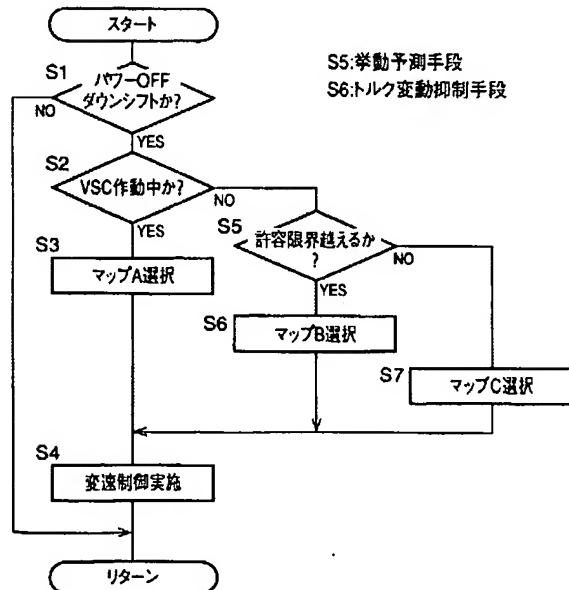 スタート
S5:挙動予測手段
S6:トルク変動抑制手段
S1
パワーOFF
ダウンシフトか?
NO
YES
S2
VSC作動中か?
NO
YES
S5
許容限界越えるか
?
NO
YES
S3
マップA選択
S6
マップB選択
S7
マップC選択
S4
変速制御実施
リターン